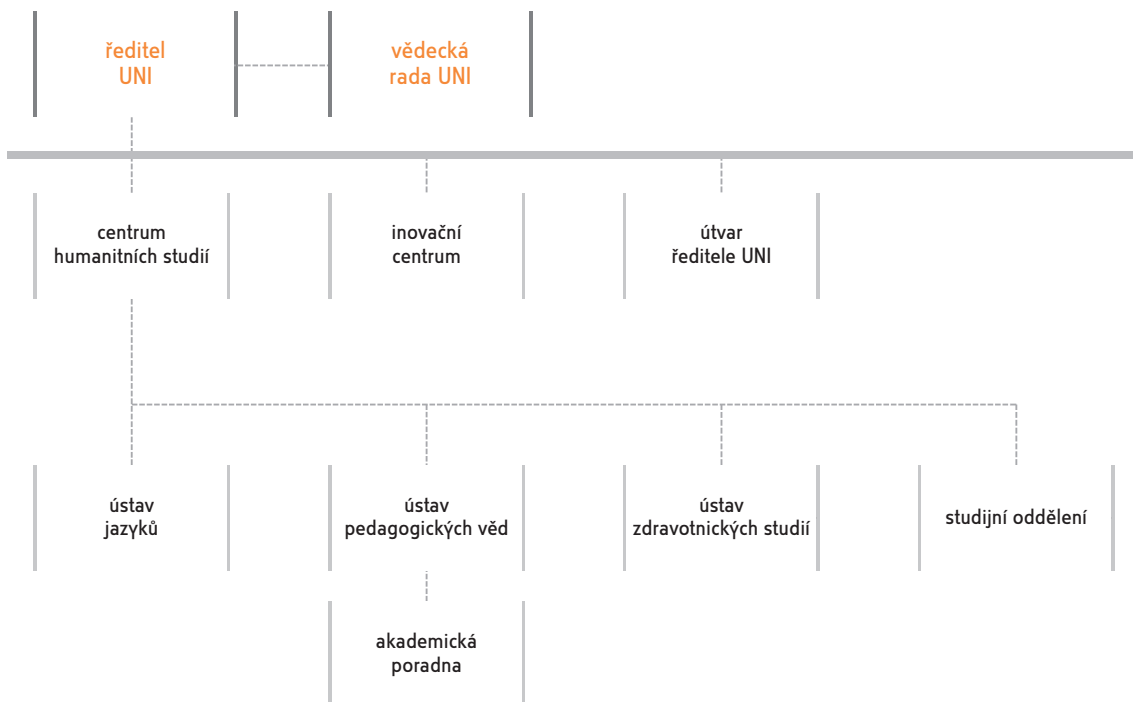 ředitel
UNI
vědecká
rada UNI
centrum
humanitních studií
inovační
centrum
útvar
ředitele UNI
ústav
jazyků
ústav
pedagogických věd
ústav
zdravotnických studií
studijní oddělení
akademická
poradna